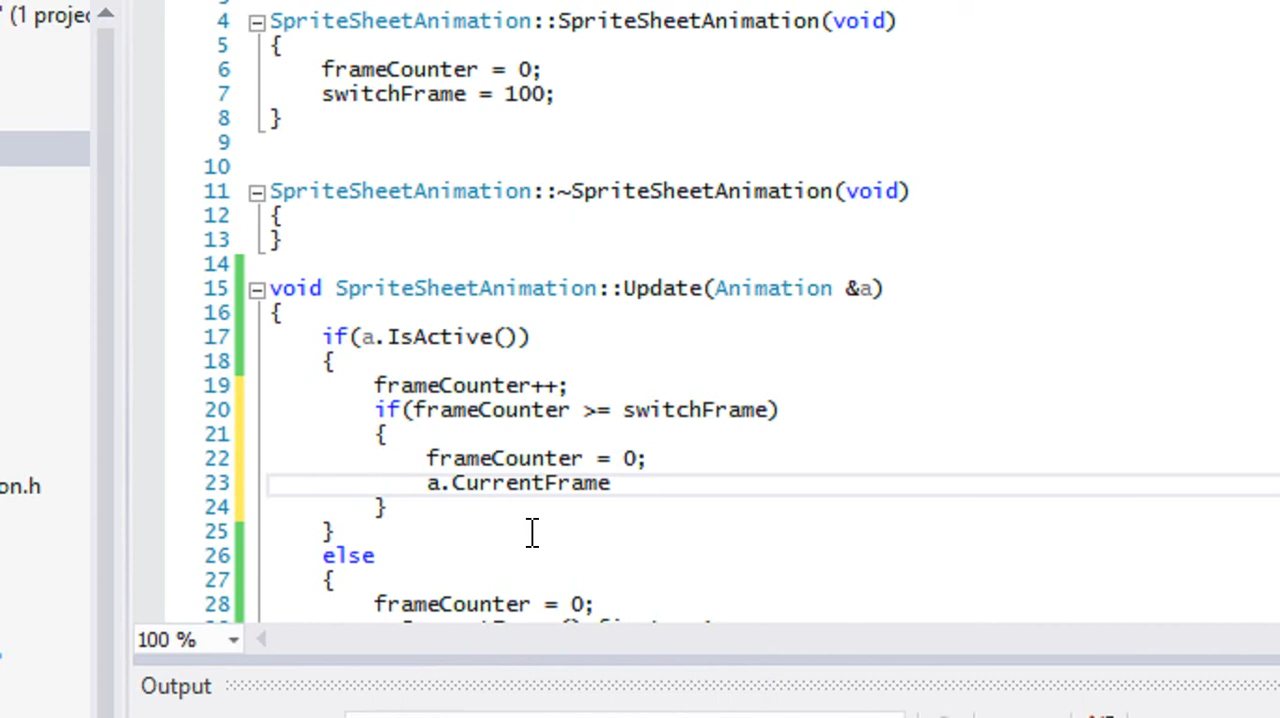 " (1 projec
4 SpriteSheetAnimation::SpriteSheetAnimation(void)
5 {
6 frameCounter = 0;
7 switchFrame = 100;
8 }
9
10
11 SpriteSheetAnimation::~SpriteSheetAnimation(void)
12 {
13 }
14
15 void SpriteSheetAnimation::Update(Animation &a)
16 {
17 if(a.IsActive())
18 {
19 frameCounter++;
20 if(frameCounter >= switchFrame)
21 {
22 frameCounter = 0;
23 a.CurrentFrame
on.h
24 }
25 }
26 else
27 {
28 frameCounter = 0;
100 %
Output